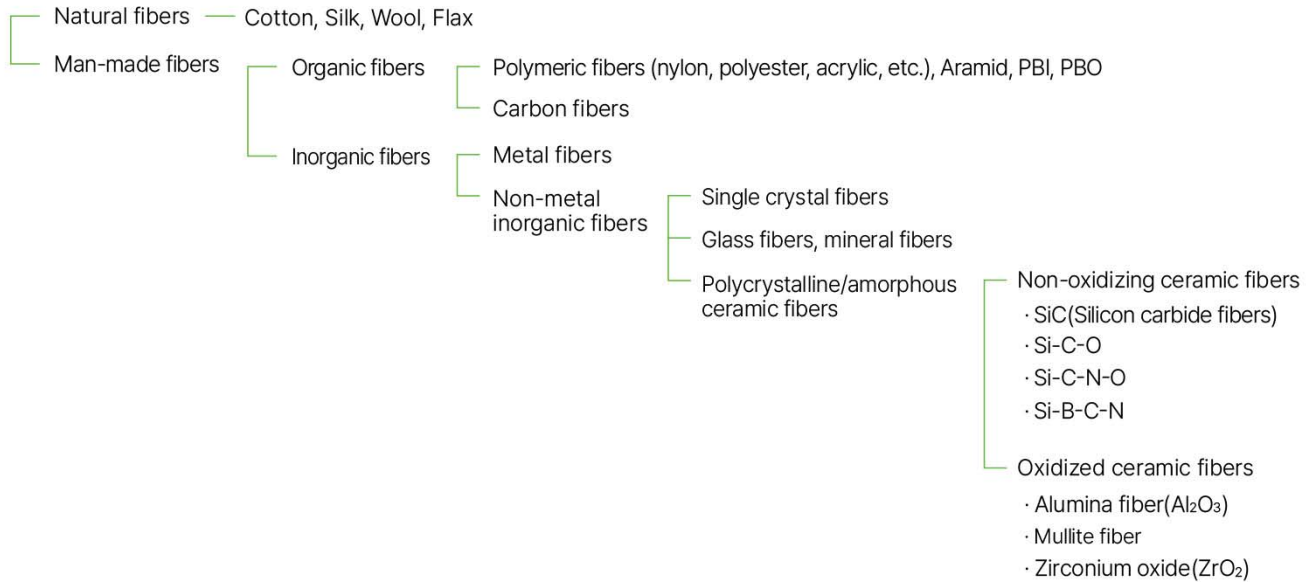 Natural fibers
Cotton, Silk, Wool, Flax
Man-made fibers
Organic fibers
Polymeric fibers (nylon, polyester, acrylic, etc.), Aramid, PBI, PBO
Carbon fibers
Inorganic fibers
Metal fibers
Non-metal
inorganic fibers
Single crystal fibers
Glass fibers, mineral fibers
Polycrystalline/amorphous
ceramic fibers
Non-oxidizing ceramic fibers
· SiC(Silicon carbide fibers)
· Si-C-O
· Si-C-N-O
· Si-B-C-N
Oxidized ceramic fibers
· Alumina fiber(Al₂O₃)
· Mullite fiber
· Zirconium oxide(ZrO₂)